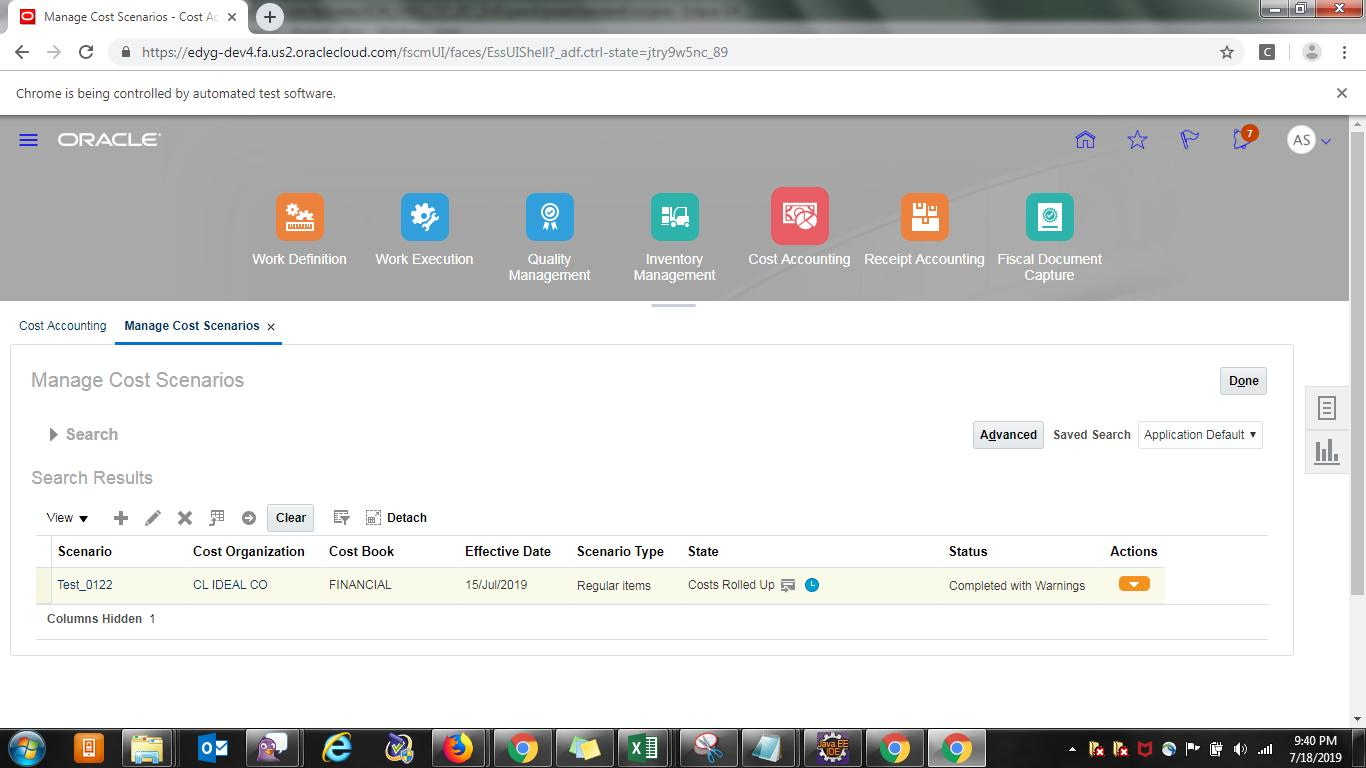 Manage Cost Scenarios - Cost Ac
https://edyg-dev4.fa.us2.oraclecloud.com/fscmUI/faces/EssUIShell?_adf.ctrl-state=jtry9w5nc_89
C
Chrome is being controlled by automated test software.
ORACLE
7
AS
Work Definition
Work Execution
Quality Management
Inventory Management
Cost Accounting
Receipt Accounting
Fiscal Document Capture
Cost Accounting Manage Cost Scenarios
Manage Cost Scenarios
Done
Search
Advanced Saved Search Application Default
Search Results
View Clear Detach
Scenario Cost Organization Cost Book Effective Date Scenario Type State Status Actions
Test_0122 CL IDEAL CO FINANCIAL 15/Jul/2019 Regular items Costs Rolled Up Completed with Warnings
Columns Hidden 1
Java EE
IDE
9:40 PM
7/18/2019